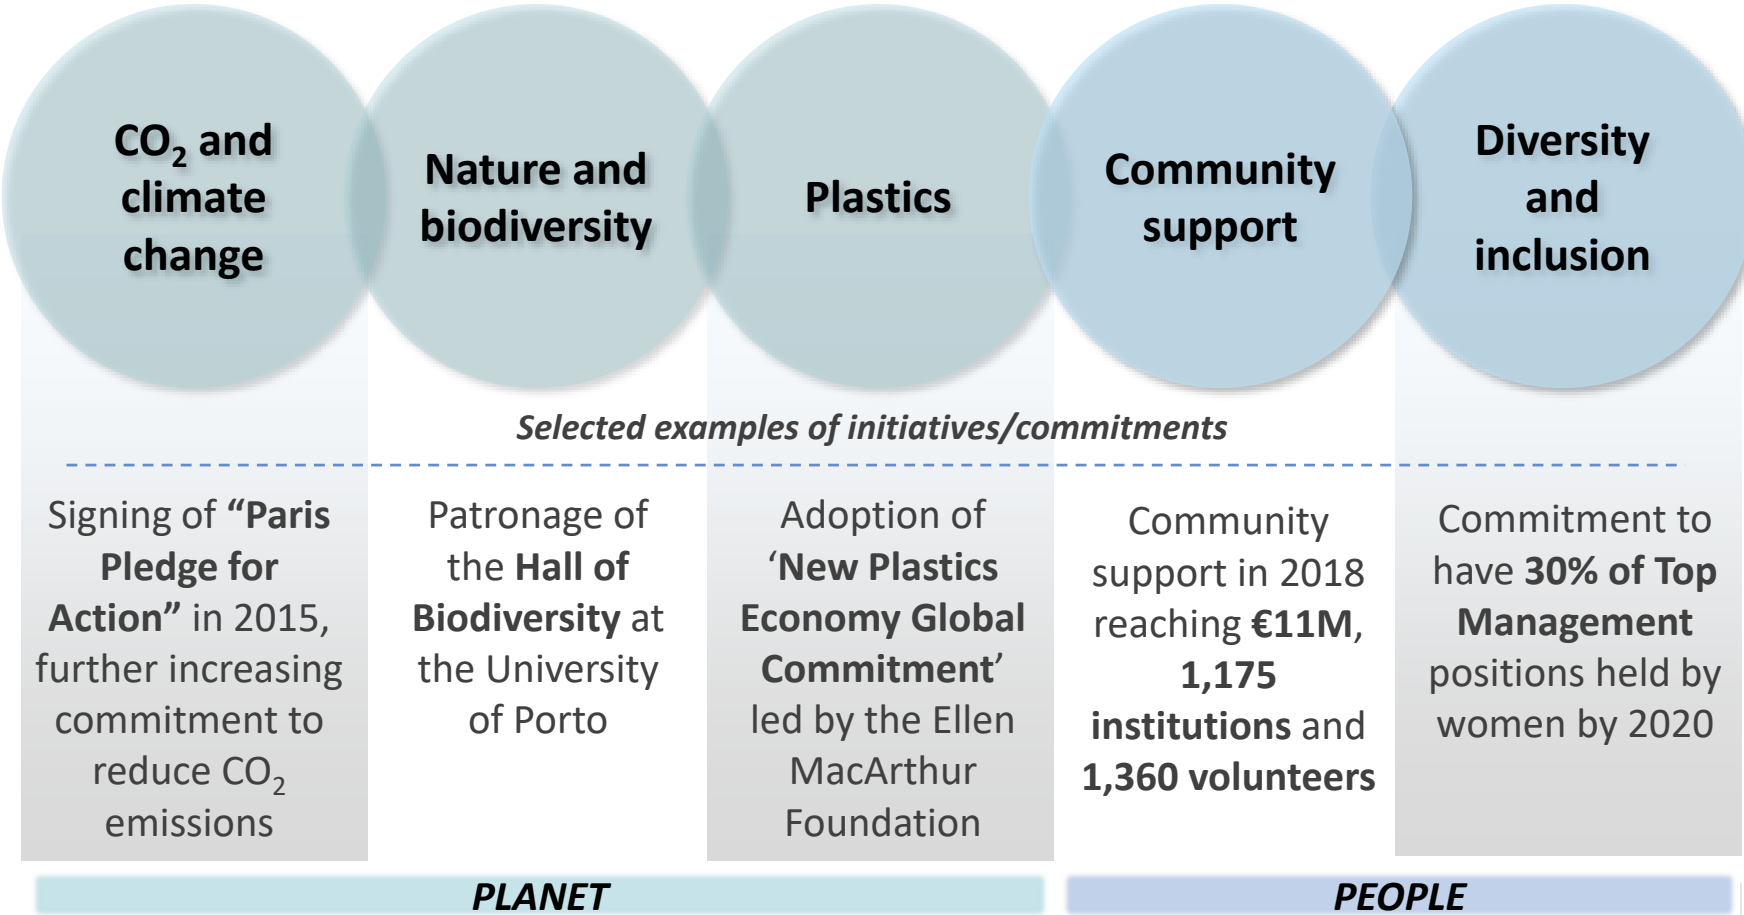 CO₂ and
climate
change
Nature and
biodiversity
Plastics
Community
support
Diversity
and
inclusion
Selected examples of initiatives/commitments
Signing of “Paris
Pledge for
Action” in 2015,
further increasing
commitment to
reduce CO₂
emissions
Patronage of
the Hall of
Biodiversity at
the University
of Porto
Adoption of
‘New Plastics
Economy Global
Commitment’
led by the Ellen
MacArthur
Foundation
Community
support in 2018
reaching €11M,
1,175
institutions and
1,360 volunteers
Commitment to
have 30% of Top
Management
positions held by
women by 2020
PLANET
PEOPLE